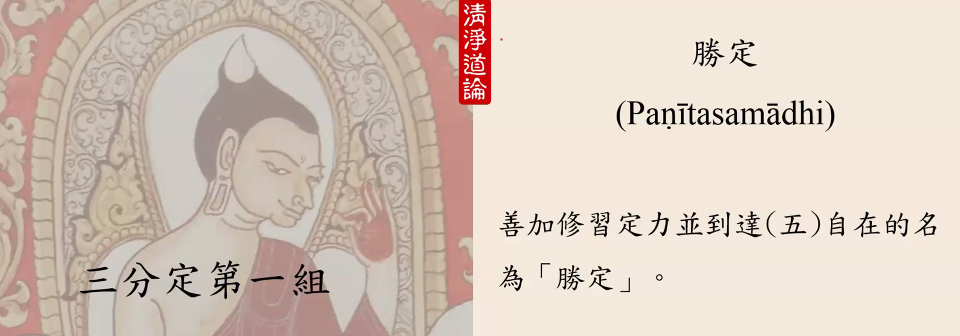 清淨道論
三分定第一組
勝定
(Paṇītasamādhi)
善加修習定力並到達(五)自在的名
為「勝定」。